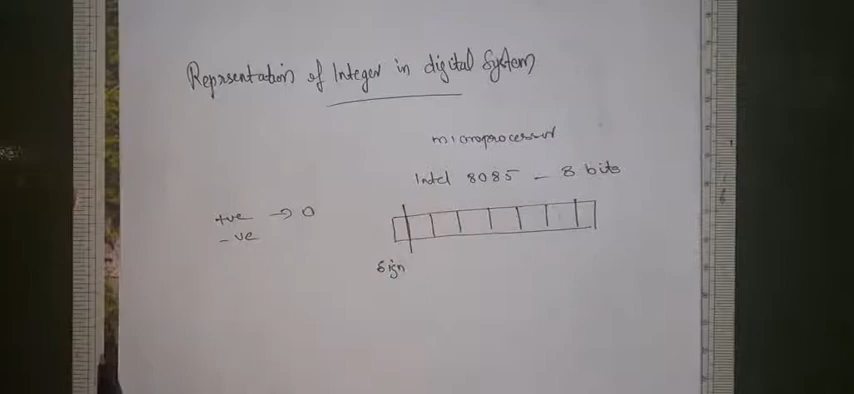 Representation of Integer in digital System
microprocessor
Intel 8085 - 8 bits
+ve → 0
-ve
Sign